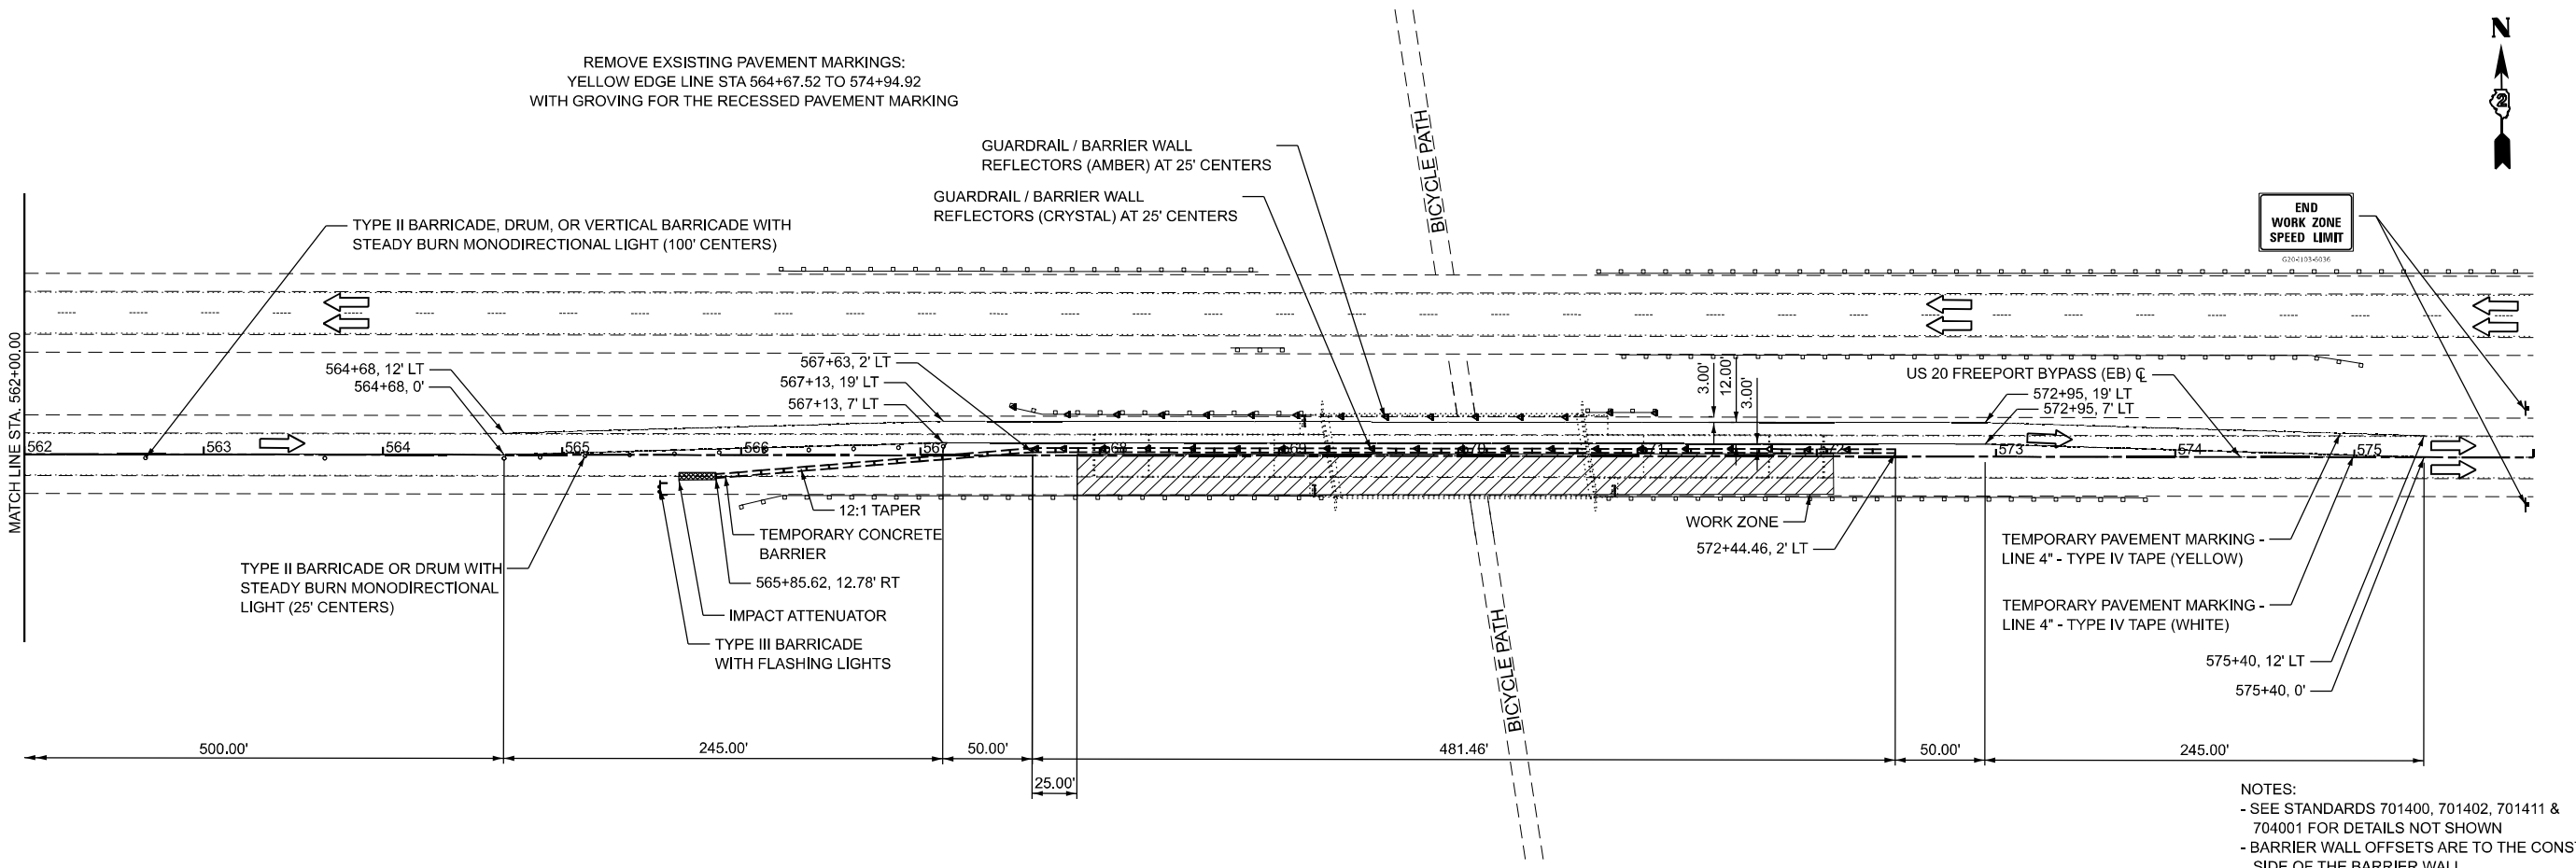 REMOVE EXSISTING PAVEMENT MARKINGS:
YELLOW EDGE LINE STA 564+67.52 TO 574+94.92
WITH GROVING FOR THE RECESSED PAVEMENT MARKING
N
2
GUARDRAIL / BARRIER WALL
REFLECTORS (AMBER) AT 25' CENTERS
GUARDRAIL / BARRIER WALL
REFLECTORS (CRYSTAL) AT 25' CENTERS
BICYCLE PATH
TYPE II BARRICADE, DRUM, OR VERTICAL BARRICADE WITH
STEADY BURN MONODIRECTIONAL LIGHT (100' CENTERS)
END
WORK ZONE
SPEED LIMIT
G20-I103-6036
MATCH LINE STA. 562+00.00
564+68, 12' LT
564+68, 0'
567+63, 2' LT
567+13, 19' LT
567+13, 7' LT
3.00'
12.00'
3.00'
US 20 FREEPORT BYPASS (EB) ℄
572+95, 19' LT
572+95, 7' LT
562
563
564
565
566
567
568
569
570
571
572
573
574
575
12:1 TAPER
TEMPORARY CONCRETE
BARRIER
565+85.62, 12.78' RT
IMPACT ATTENUATOR
TYPE III BARRICADE
WITH FLASHING LIGHTS
TYPE II BARRICADE OR DRUM WITH
STEADY BURN MONODIRECTIONAL
LIGHT (25' CENTERS)
WORK ZONE
572+44.46, 2' LT
TEMPORARY PAVEMENT MARKING -
LINE 4" - TYPE IV TAPE (YELLOW)
TEMPORARY PAVEMENT MARKING -
LINE 4" - TYPE IV TAPE (WHITE)
575+40, 12' LT
575+40, 0'
BICYCLE PATH
500.00'
245.00'
50.00'
481.46'
50.00'
245.00'
25.00'
NOTES:
- SEE STANDARDS 701400, 701402, 701411 &
704001 FOR DETAILS NOT SHOWN
- BARRIER WALL OFFSETS ARE TO THE CONS
SIDE OF THE BARRIER WALL